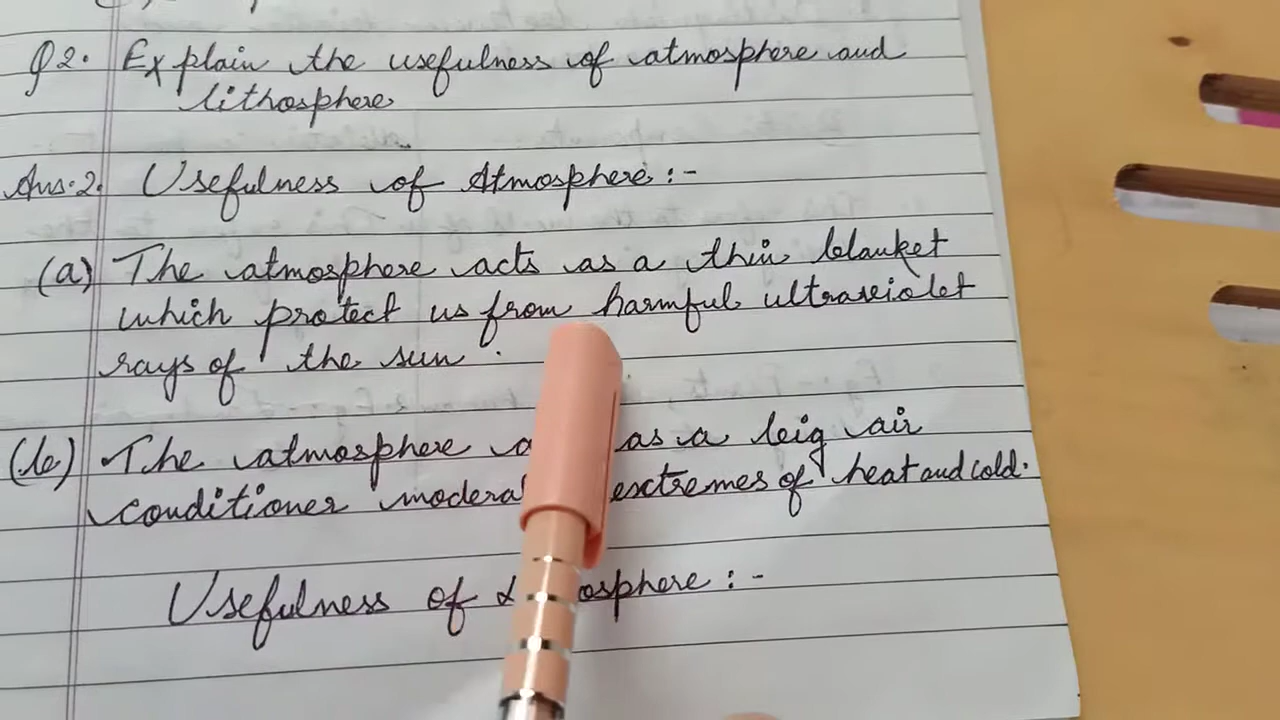 Q2. Explain the usefulness of atmosphere and
lithosphere
Ans.2. Usefulness of Atmosphere:-
(a) The atmosphere acts as a thin blanket
which protect us from harmful ultraviolet
rays of the sun.
(b) The atmosphere as a big air
conditioner extremes of heat and cold.
Usefulness of :-